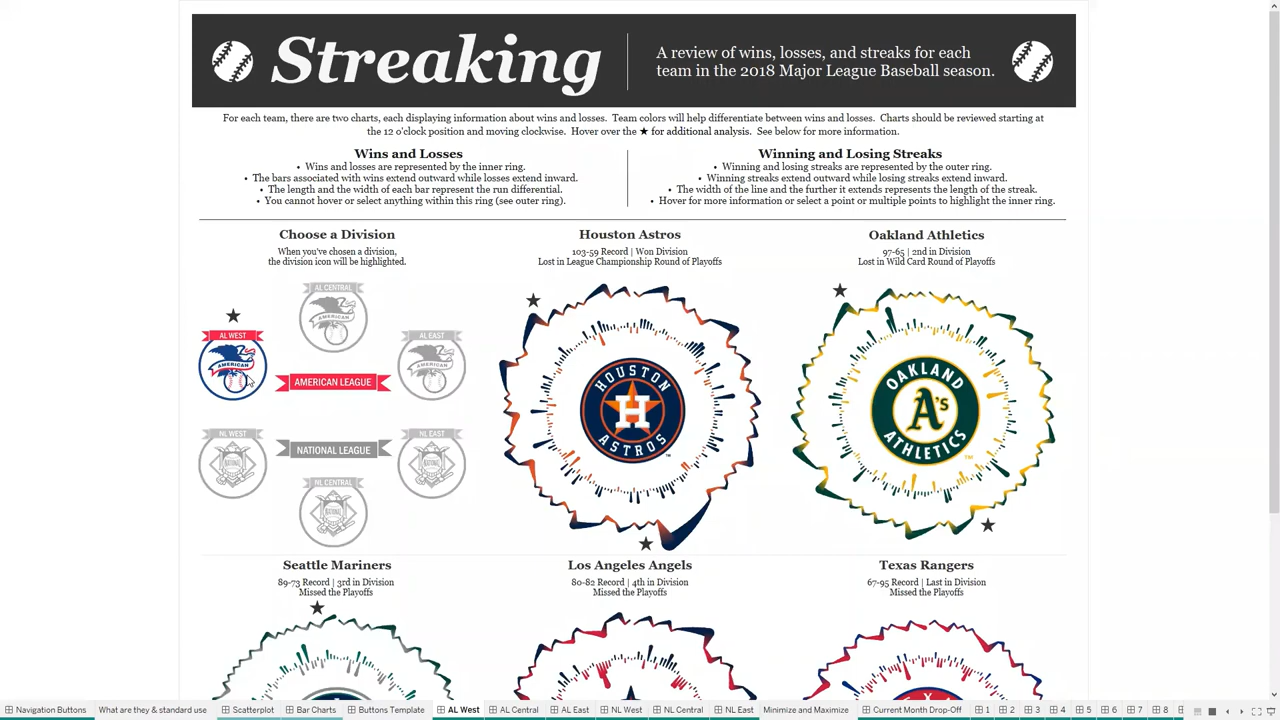 Streaking
A review of wins, losses, and streaks for each
team in the 2018 Major League Baseball season.
For each team, there are two charts, each displaying information about wins and losses. Team colors will help differentiate between wins and losses. Charts should be reviewed starting at
the 12 o'clock position and moving clockwise. Hover over the ★ for additional analysis. See below for more information.
Wins and Losses
• Wins and losses are represented by the inner ring.
• The bars associated with wins extend outward while losses extend inward.
• The length and the width of each bar represent the run differential.
• You cannot hover or select anything within this ring (see outer ring).
Winning and Losing Streaks
• Winning and losing streaks are represented by the outer ring.
• Winning streaks extend outward while losing streaks extend inward.
• The width of the line and the further it extends represents the length of the streak.
• Hover for more information or select a point or multiple points to highlight the inner ring.
Choose a Division
When you've chosen a division,
the division icon will be highlighted.
AL CENTRAL
AMERICAN
AL WEST
AMERICAN
AL EAST
AMERICAN
AMERICAN LEAGUE
NL WEST
NATIONAL
NL EAST
NATIONAL
NATIONAL LEAGUE
NL CENTRAL
NATIONAL
Houston Astros
103-59 Record | Won Division
Lost in League Championship Round of Playoffs
HOUSTON
H
ASTROS
Oakland Athletics
97-65 | 2nd in Division
Lost in Wild Card Round of Playoffs
OAKLAND
A's
ATHLETICS
Seattle Mariners
89-73 Record | 3rd in Division
Missed the Playoffs
Los Angeles Angels
80-82 Record | 4th in Division
Missed the Playoffs
Texas Rangers
67-95 Record | Last in Division
Missed the Playoffs
Navigation Buttons What are they & standard use Scatterplot Bar Charts Buttons Template AL West AL Central AL East NL West NL Central NL East Minimize and Maximize Current Month Drop-Off 1 2 3 4 5 6 7 8